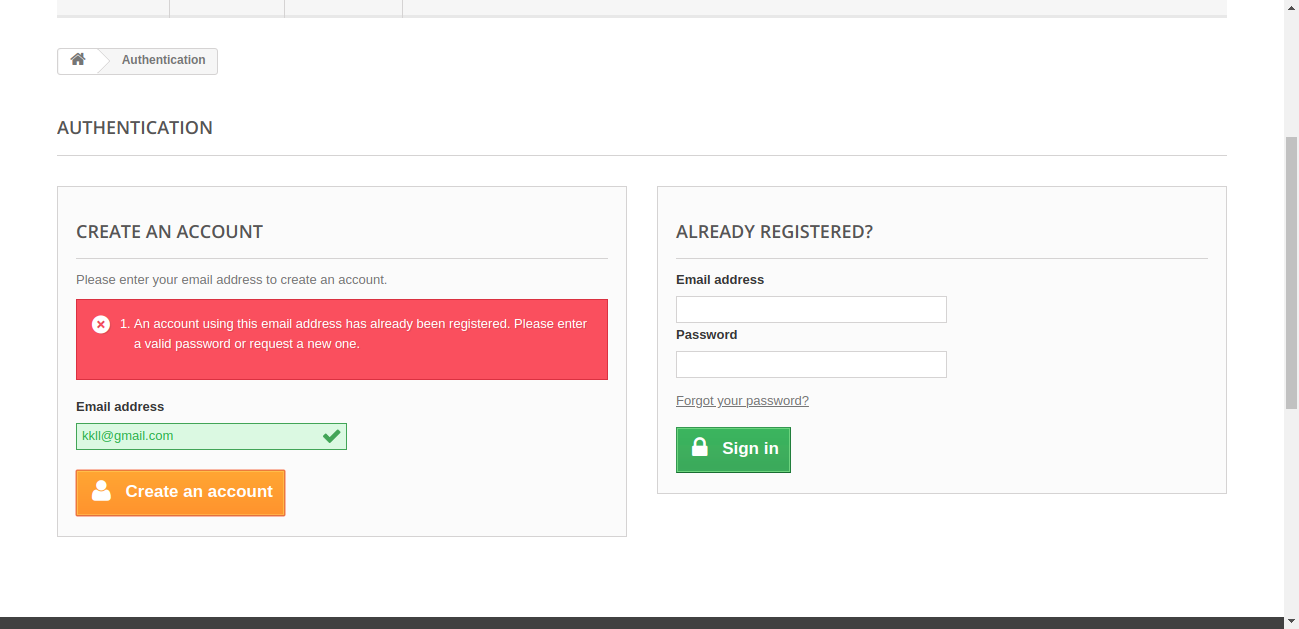 Authentication
AUTHENTICATION
CREATE AN ACCOUNT
Please enter your email address to create an account.
1. An account using this email address has already been registered. Please enter
a valid password or request a new one.
Email address
kkll@gmail.com
Create an account
ALREADY REGISTERED?
Email address
Password
Forgot your password?
Sign in